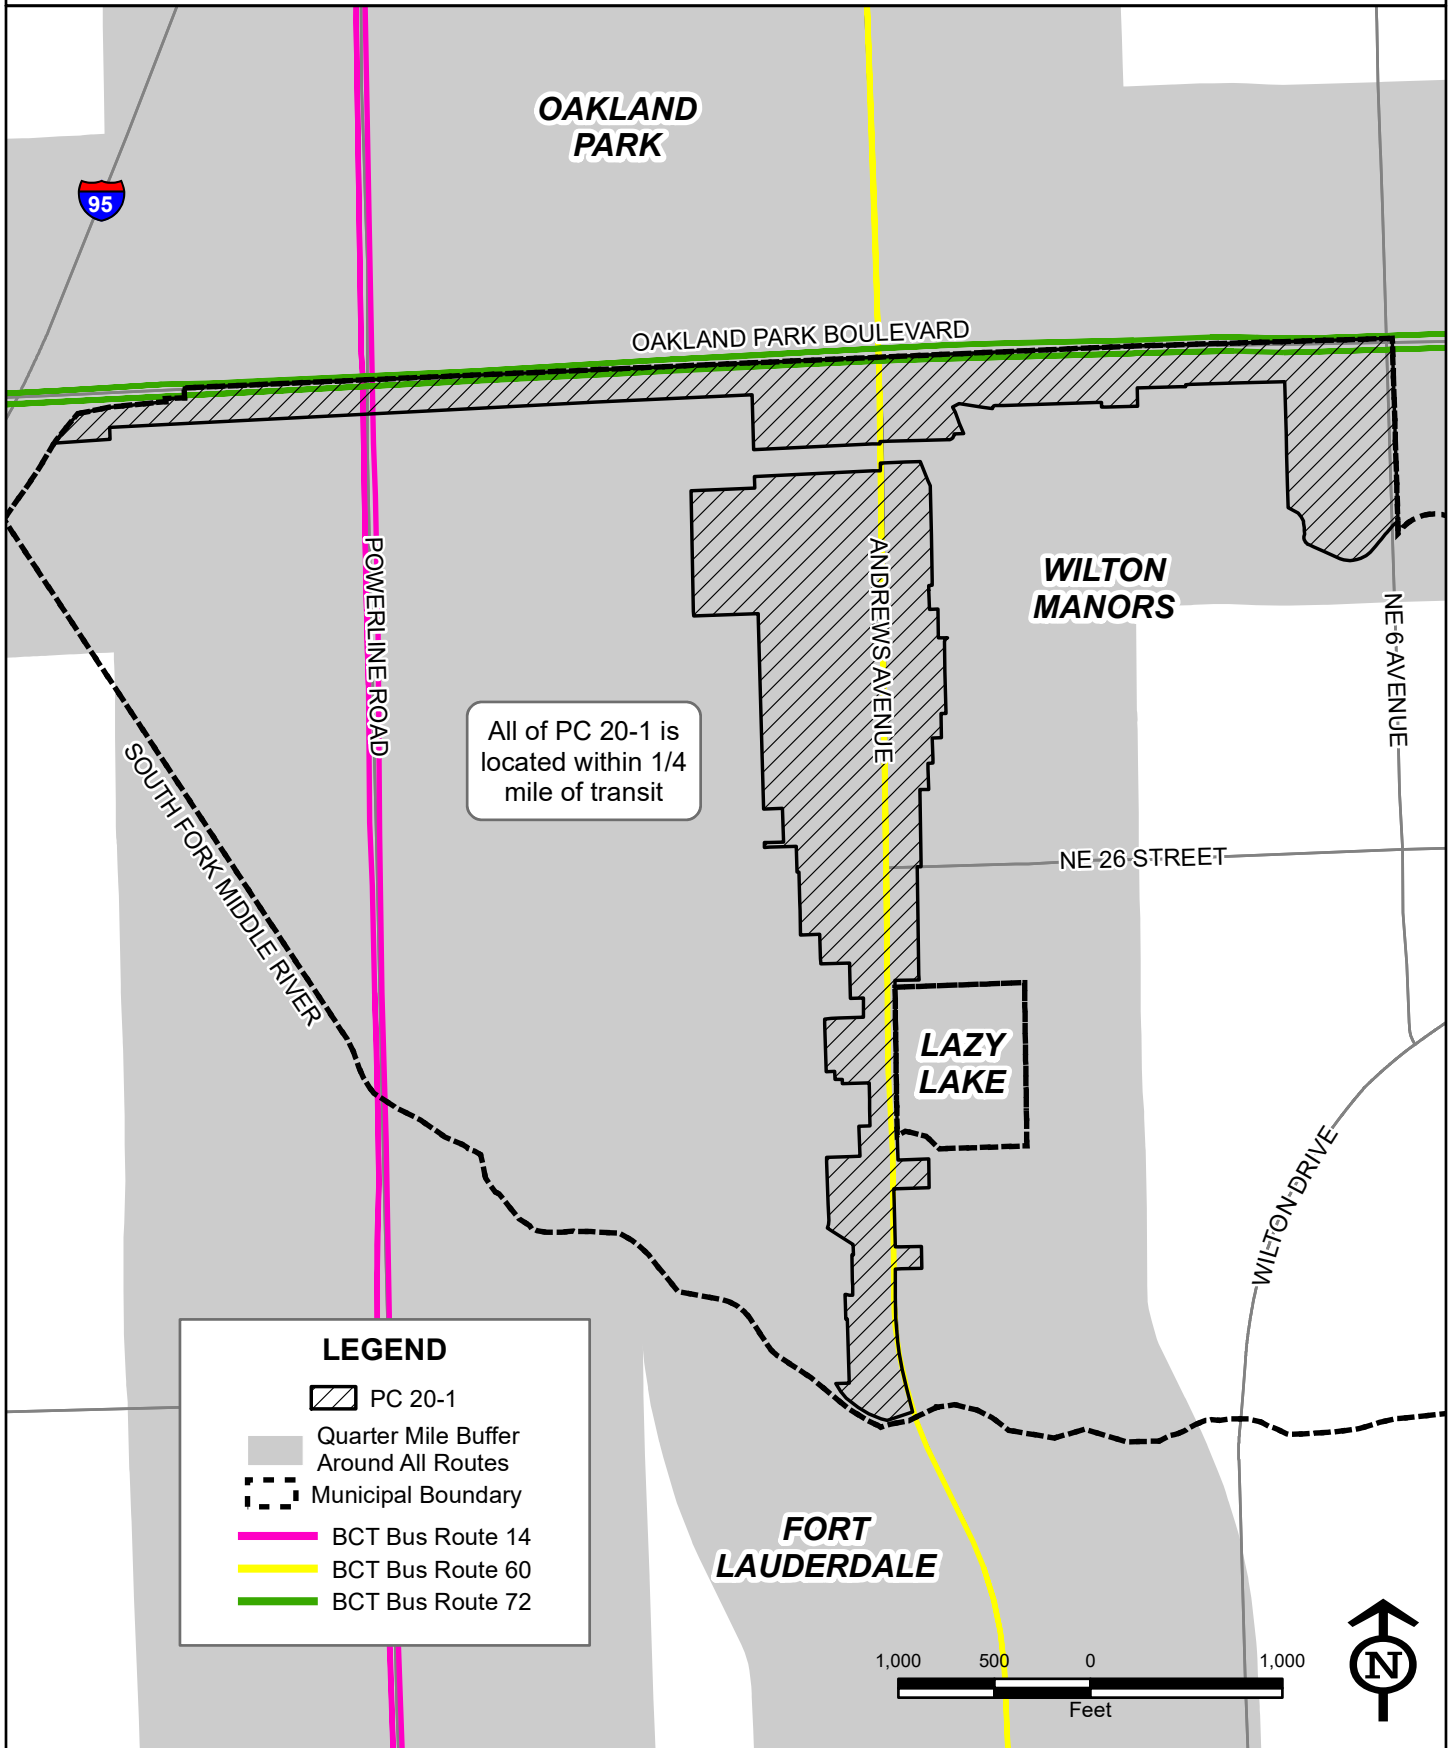 OAKLAND
PARK
95
OAKLAND PARK BOULEVARD
POWERLINE ROAD
ANDREWS AVENUE
WILTON
MANORS
NE 6 AVENUE
All of PC 20-1 is
located within 1/4
mile of transit
SOUTH FORK MIDDLE RIVER
NE 26 STREET
LAZY
LAKE
WILTON DRIVE
LEGEND
PC 20-1
Quarter Mile Buffer
Around All Routes
Municipal Boundary
BCT Bus Route 14
BCT Bus Route 60
BCT Bus Route 72
FORT
LAUDERDALE
1,000 500 0 1,000
Feet
N